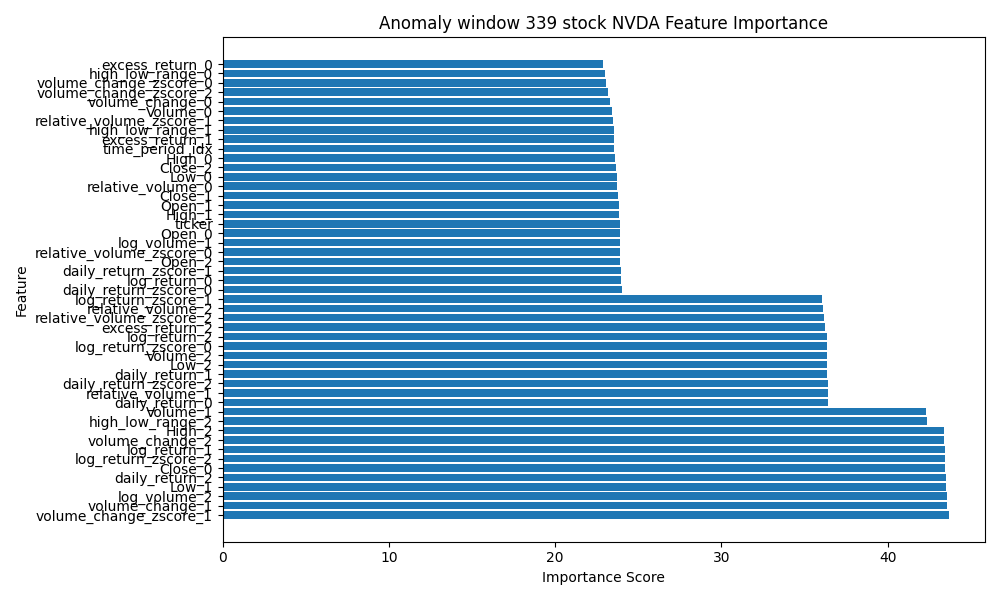 Anomaly window 339 stock NVDA Feature Importance
excess_return_0
high_low_range_0
volume_change_zscore_0
volume_change_zscore_2
volume_change_0
Volume_0
relative_volume_zscore_1
high_low_range_1
excess_return_1
time_period_idx
High_0
Close_2
Low_0
relative_volume_0
Close_1
Open_1
High_1
ticker
Open_0
log_volume_1
relative_volume_zscore_0
Open_2
daily_return_zscore_1
log_return_0
daily_return_zscore_0
log_return_zscore_1
relative_volume_2
relative_volume_zscore_2
excess_return_2
log_return_2
log_return_zscore_0
Volume_2
Low_2
daily_return_1
daily_return_zscore_2
relative_volume_1
daily_return_0
Volume_1
high_low_range_2
High_2
volume_change_2
log_return_1
log_return_zscore_2
Close_0
daily_return_2
Low_1
log_volume_2
volume_change_1
volume_change_zscore_1
Feature
0 10 20 30 40
Importance Score